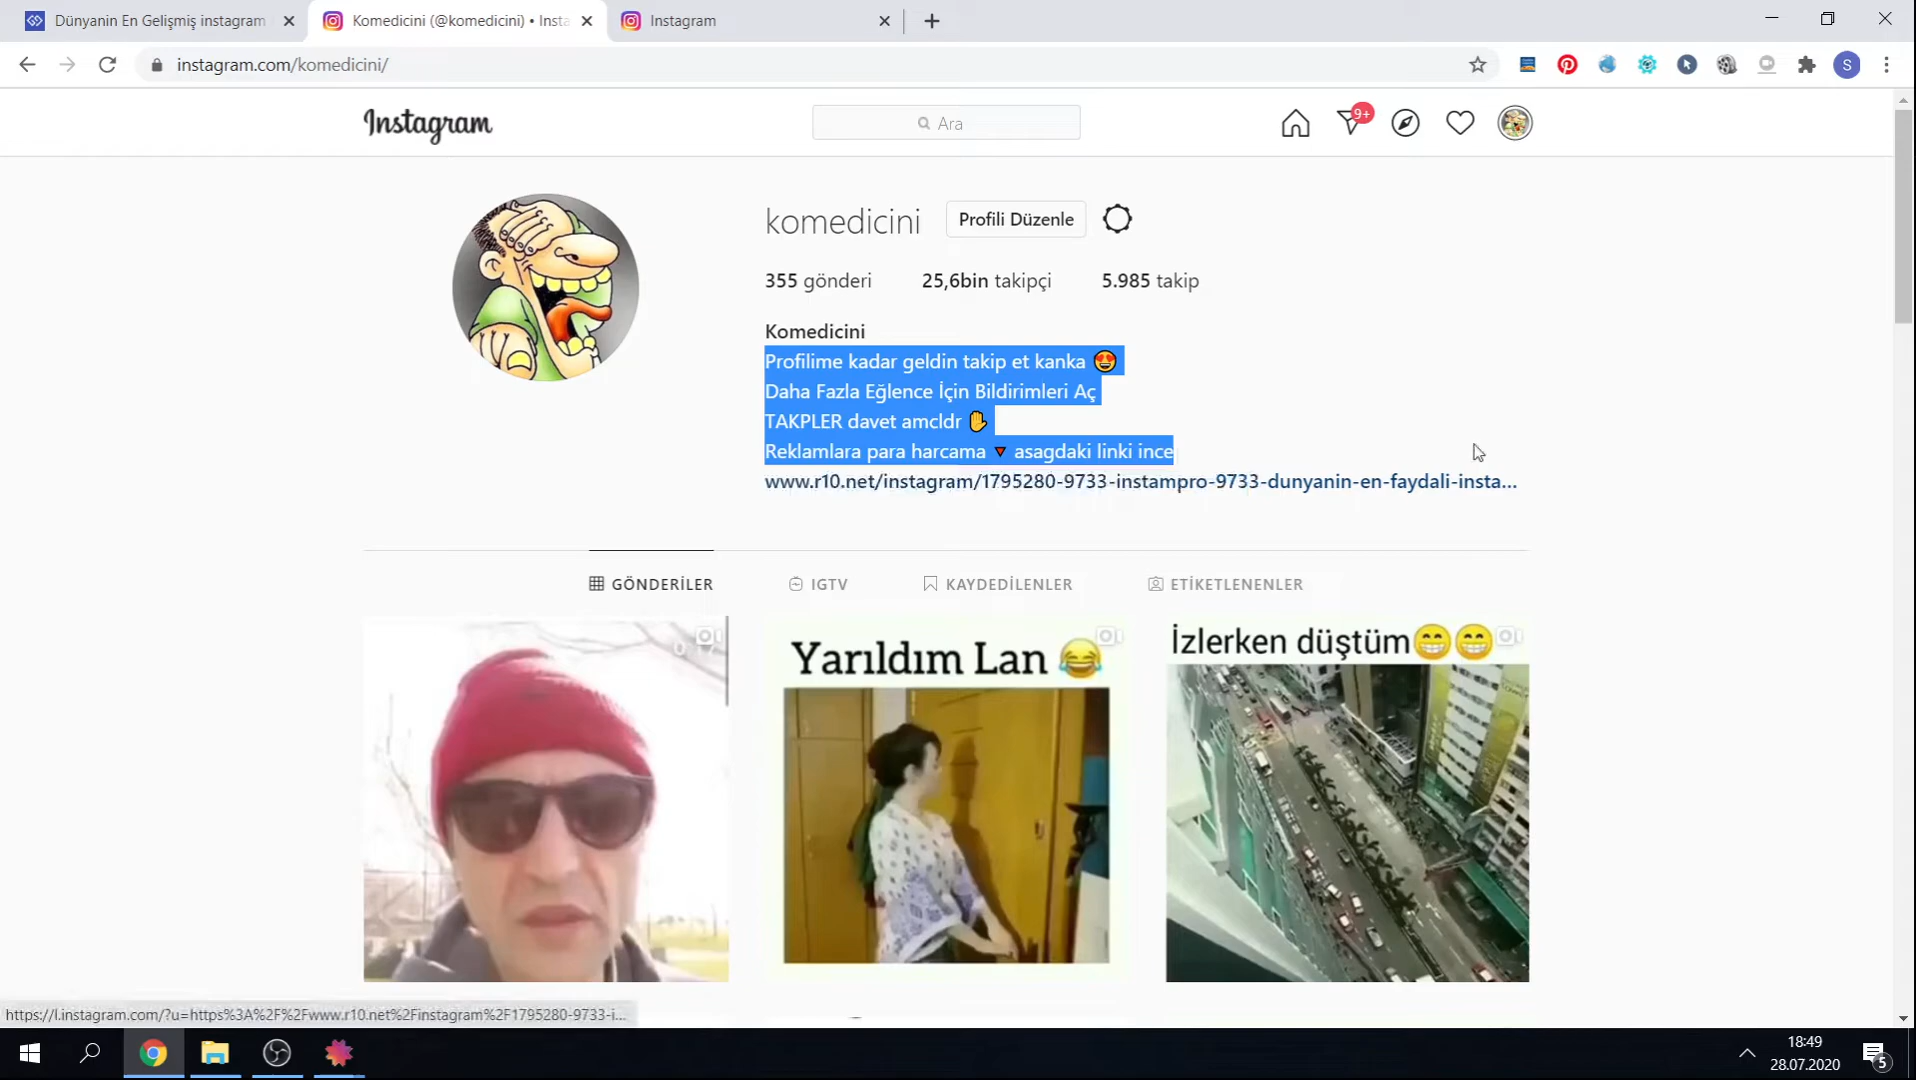 Dünyanin En Gelişmiş instagram
Komedicini (@komedicini) • Insta
Instagram
instagram.com/komedicini/
S
Instagram
Ara
9+
komedicini
Profili Düzenle
355 gönderi
25,6bin takipçi
5.985 takip
Komedicini
Profilime kadar geldin takip et kanka 😍
Daha Fazla Eğlence İçin Bildirimleri Aç
TAKPLER davet amcldr ✋
Reklamlara para harcama 🔻 asagdaki linki ince
www.r10.net/instagram/1795280-9733-instampro-9733-dunyanin-en-faydali-insta...
GÖNDERİLER
IGTV
KAYDEDİLENLER
ETİKETLENENLER
0:17
Yarıldım Lan 😂
İzlerken düştüm😁😁
https://l.instagram.com/?u=https%3A%2F%2Fwww.r10.net%2Finstagram%2F1795280-9733-i...
18:49
28.07.2020
5